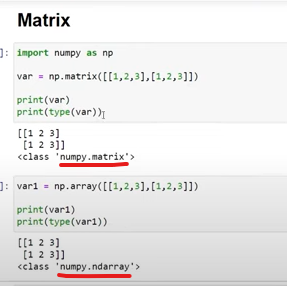 Matrix
]: import numpy as np
var = np.matrix([[1,2,3],[1,2,3]])
print(var)
print(type(var))
[[1 2 3]
[1 2 3]]
<class 'numpy.matrix'>
]: var1 = np.array([[1,2,3],[1,2,3]])
print(var1)
print(type(var1))
[[1 2 3]
[1 2 3]]
<class 'numpy.ndarray'>